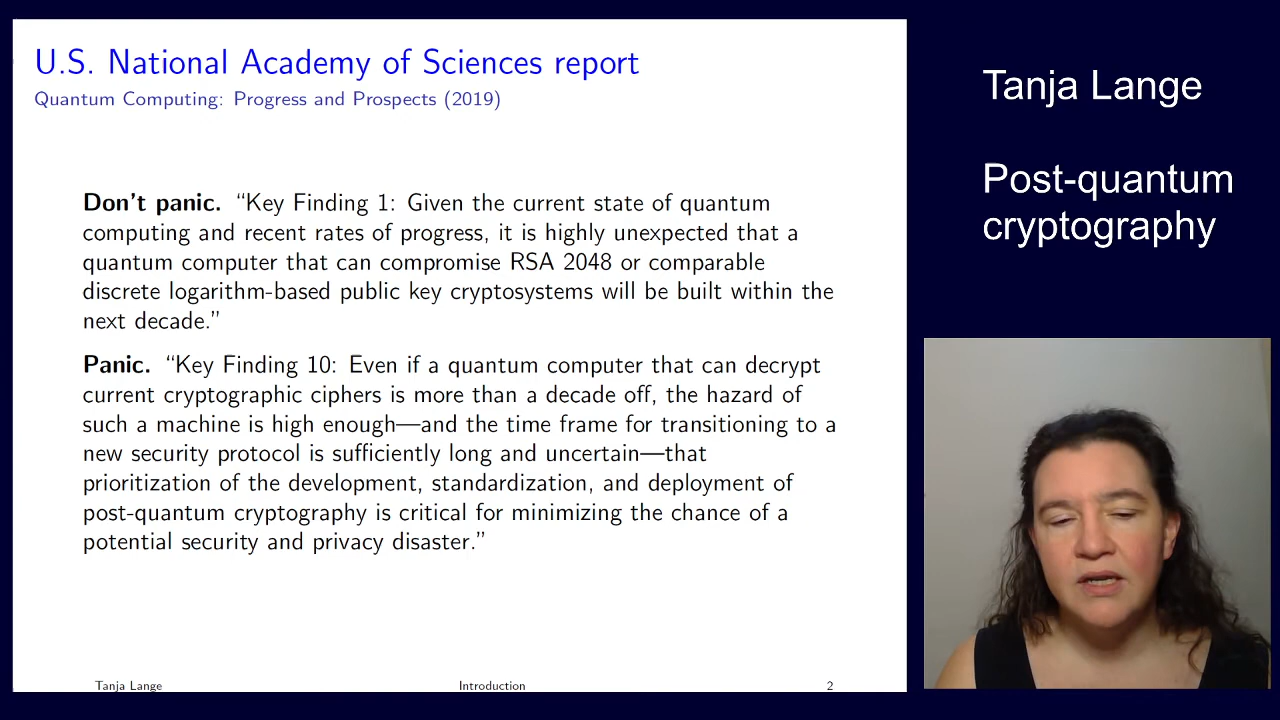 U.S. National Academy of Sciences report
Quantum Computing: Progress and Prospects (2019)
Don't panic. “Key Finding 1: Given the current state of quantum
computing and recent rates of progress, it is highly unexpected that a
quantum computer that can compromise RSA 2048 or comparable
discrete logarithm-based public key cryptosystems will be built within the
next decade.”
Panic. “Key Finding 10: Even if a quantum computer that can decrypt
current cryptographic ciphers is more than a decade off, the hazard of
such a machine is high enough—and the time frame for transitioning to a
new security protocol is sufficiently long and uncertain—that
prioritization of the development, standardization, and deployment of
post-quantum cryptography is critical for minimizing the chance of a
potential security and privacy disaster.”
Tanja Lange
Introduction
2
Tanja Lange
Post-quantum
cryptography